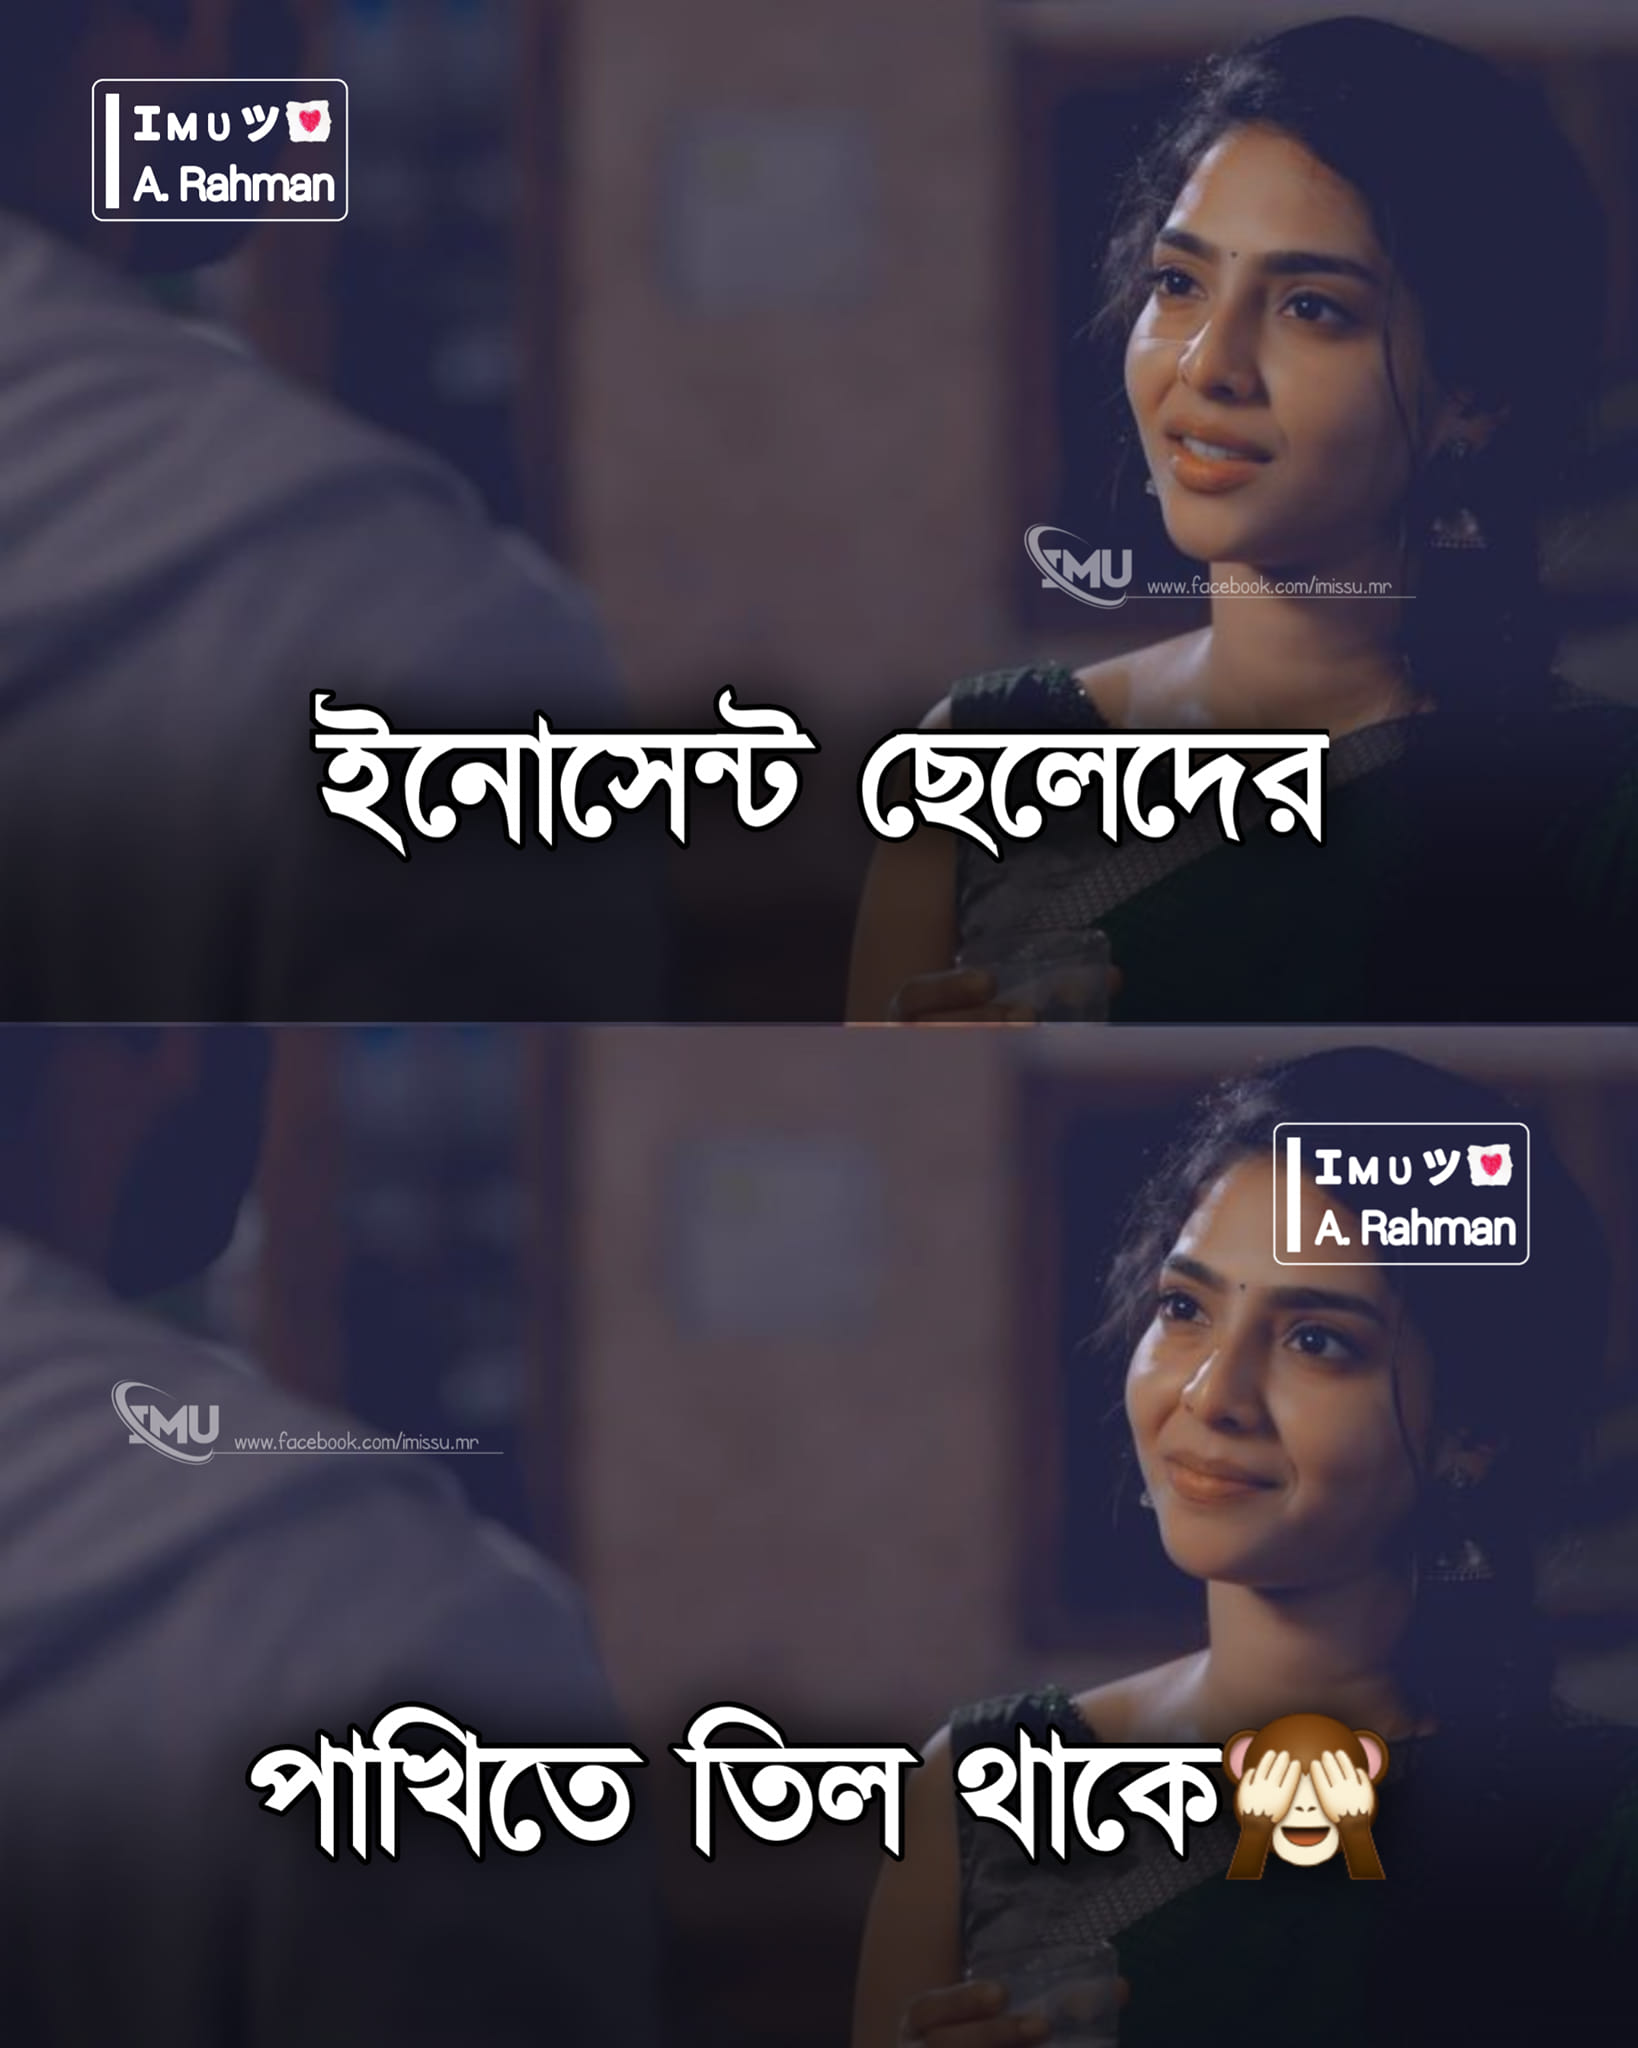 IMUツ
A. Rahman
IMU www.facebook.com/imissu.mr
ইনোসেন্ট ছেলেদের
IMUツ
A. Rahman
IMU www.facebook.com/imissu.mr
পাখিতে তিল থাকে🙈